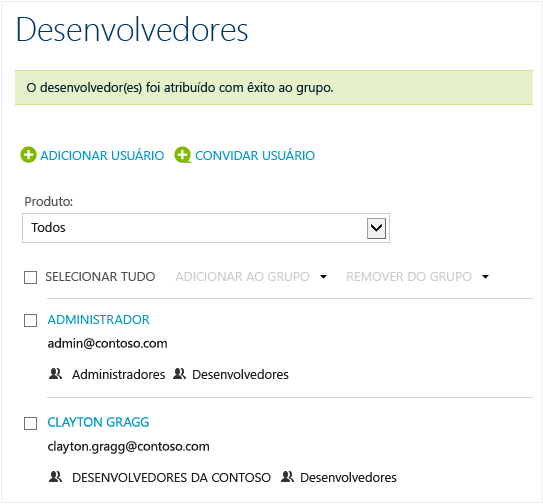 Desenvolvedores
O desenvolvedor(es) foi atribuído com êxito ao grupo.
ADICIONAR USUÁRIO CONVIDAR USUÁRIO
Produto:
Todos
SELECIONAR TUDO ADICIONAR AO GRUPO REMOVER DO GRUPO
ADMINISTRADOR
admin@contoso.com
Administradores Desenvolvedores
CLAYTON GRAGG
clayton.gragg@contoso.com
DESENVOLVEDORES DA CONTOSO Desenvolvedores